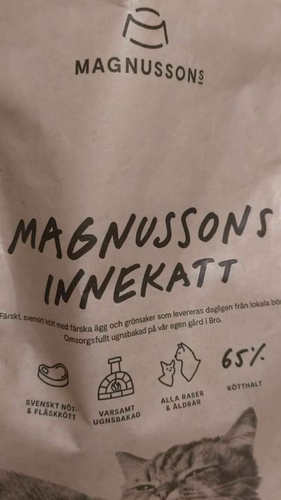 MAGNUSSONS
MAGNUSSONS
INNEKATT
Färskt, svenskt kött med färska ägg och grönsaker som levereras dagligen från lokala
Omsorgsfullt ugnsbakad på vår egen gård i Bro.
SVENSKT NÖT-
& FLÄSKKÖTT
VARSAMT
UGNSBAKAD
ALLA RASER
& ÅLDRAR
65%
KÖTTHALT